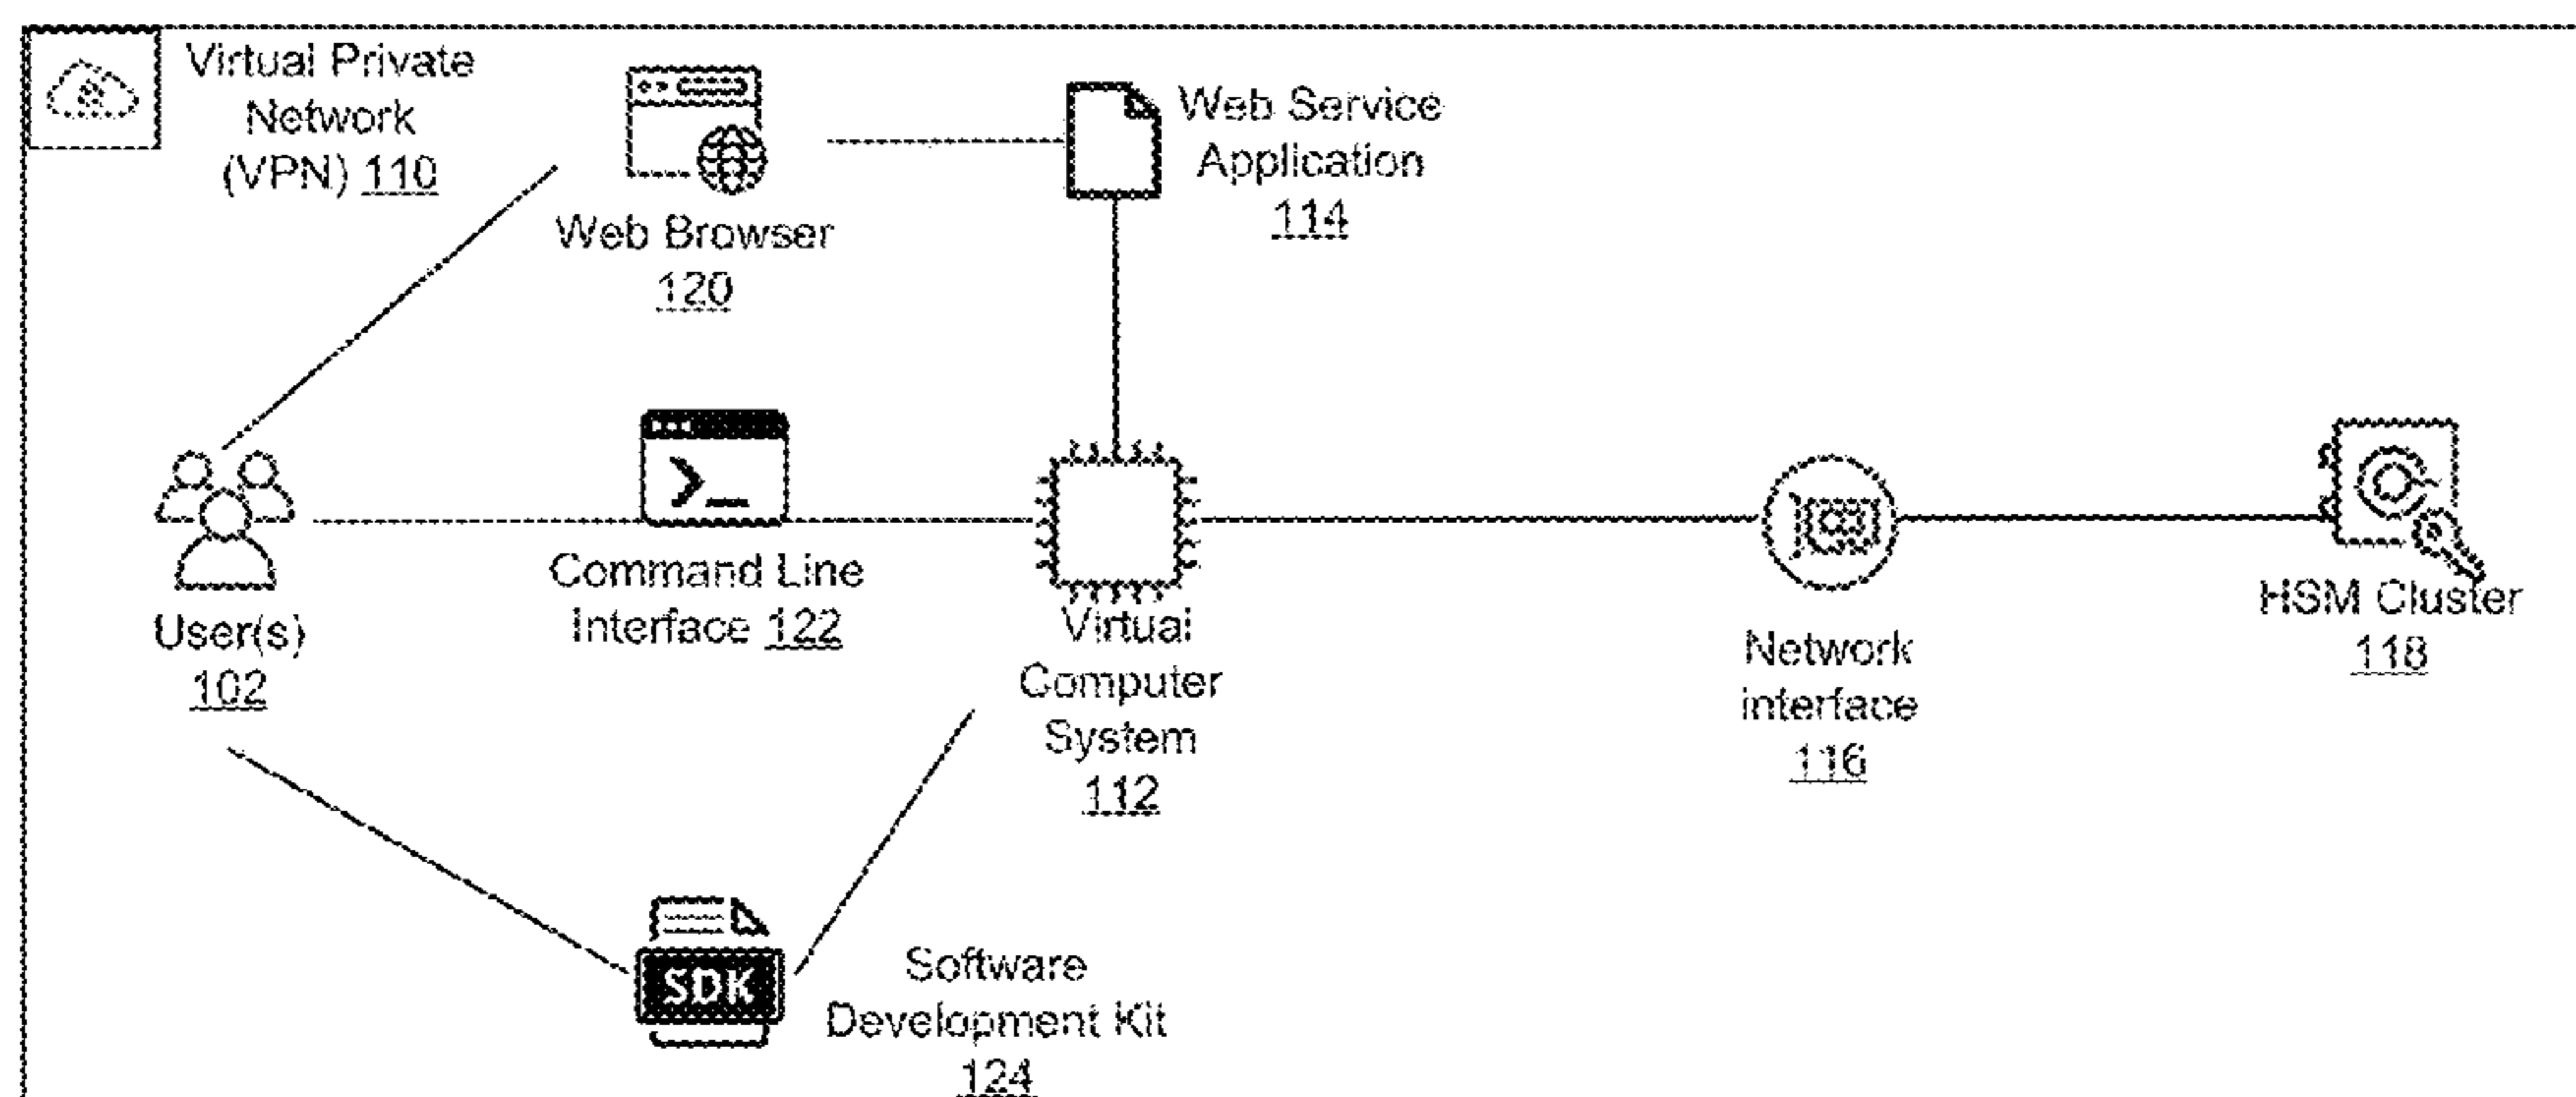 Virtual Private
Network
(VPN) 110
Web Browser
120
Web Service
Application
114
User(s)
102
>_
Command Line
Interface 122
Virtual
Computer
System
112
Network
interface
116
HSM Cluster
118
SDK
Software
Development Kit
124